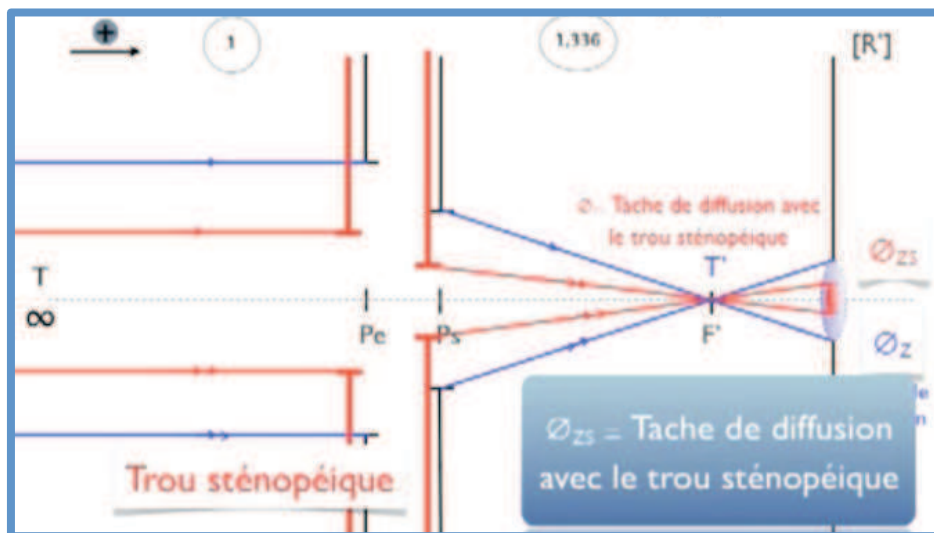 +
1
1,336
[R']
∅ Tache de diffusion avec
le trou sténopéique
T
T'
∅ZS
∞
Pe
Ps
F'
∅Z
∅ZS = Tache de diffusion
avec le trou sténopéique
Trou sténopéique